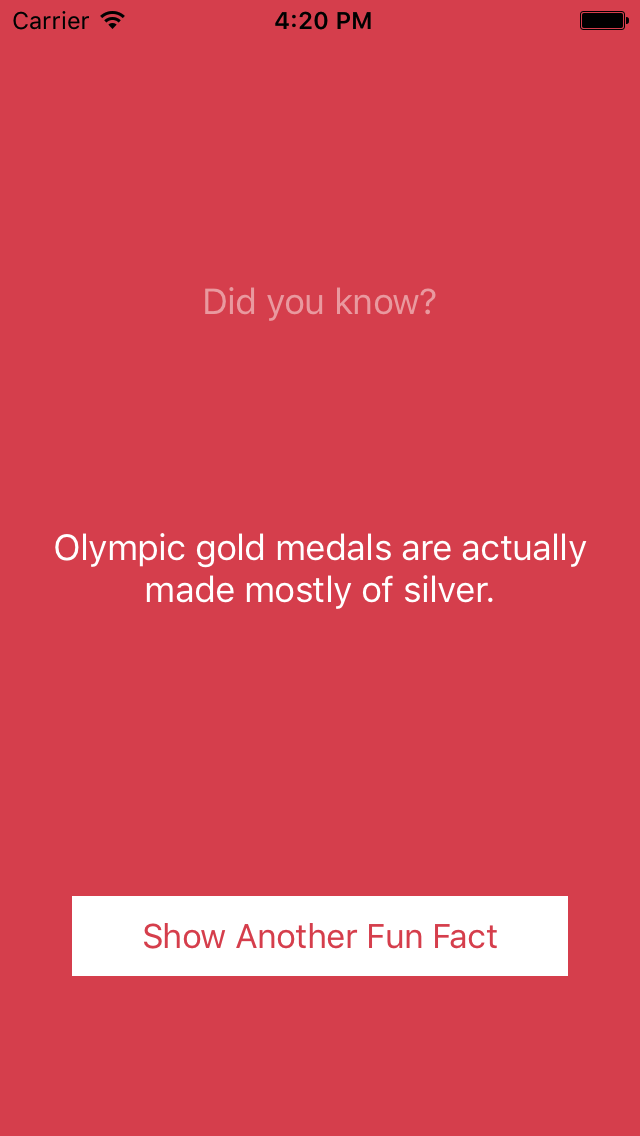 Carrier 4:20 PM
Did you know?
Olympic gold medals are actually
made mostly of silver.
Show Another Fun Fact